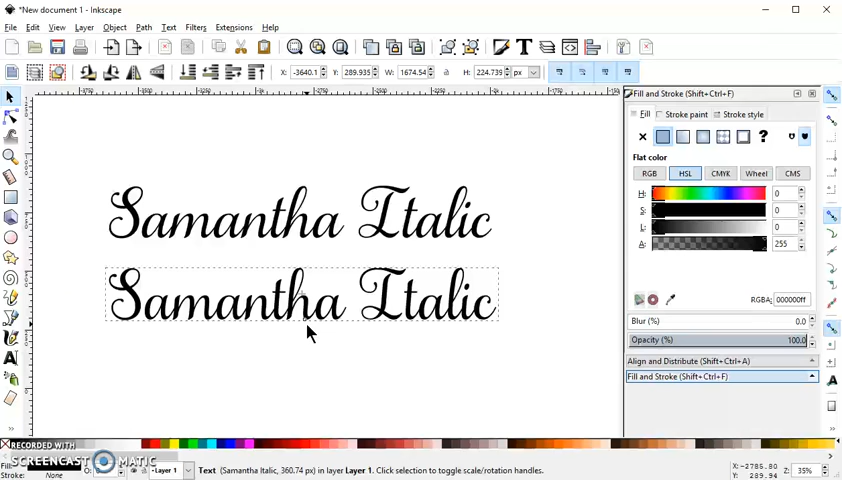 *New document 1 - Inkscape
File Edit View Layer Object Path Text Filters Extensions Help
X: -3640.1 Y: 289.935 W: 1674.54 H: 224.739 px
Fill and Stroke (Shift+Ctrl+F)
Fill Stroke paint Stroke style
Flat color
RGB HSL CMYK Wheel CMS
H: 0
S: 0
L: 0
A: 255
RGBA: 000000ff
Blur (%) 0.0
Opacity (%) 100.0
Align and Distribute (Shift+Ctrl+A)
Fill and Stroke (Shift+Ctrl+F)
Samantha Italic
Samantha Italic
RECORDED WITH
SCREENCAST MATIC
Fill:
Stroke: None
O:
Layer 1
Text (Samantha Italic, 360.74 px) in layer Layer 1. Click selection to toggle scale/rotation handles.
X: -2785.80
Y: 289.94
Z: 35%